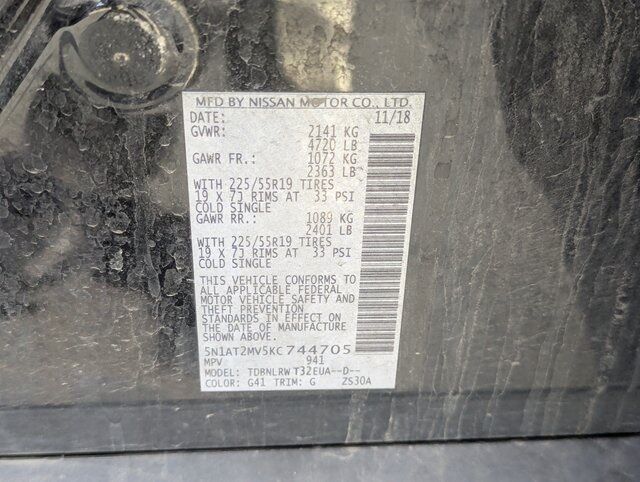 MFD BY NISSAN MOTOR CO., LTD.
DATE: 11/18
GVWR: 2141 KG
4720 LB
GAWR FR.: 1072 KG
2363 LB
WITH 225/55R19 TIRES
19 X 7J RIMS AT 33 PSI
COLD SINGLE
GAWR RR.: 1089 KG
2401 LB
WITH 225/55R19 TIRES
19 X 7J RIMS AT 33 PSI
COLD SINGLE
THIS VEHICLE CONFORMS TO
ALL APPLICABLE FEDERAL
MOTOR VEHICLE SAFETY AND
THEFT PREVENTION
STANDARDS IN EFFECT ON
THE DATE OF MANUFACTURE
SHOWN ABOVE.
5N1AT2MV5KC744705
MPV 941
MODEL: TDBNLRW T32EUA--D--
COLOR: G41 TRIM: G ZS30A